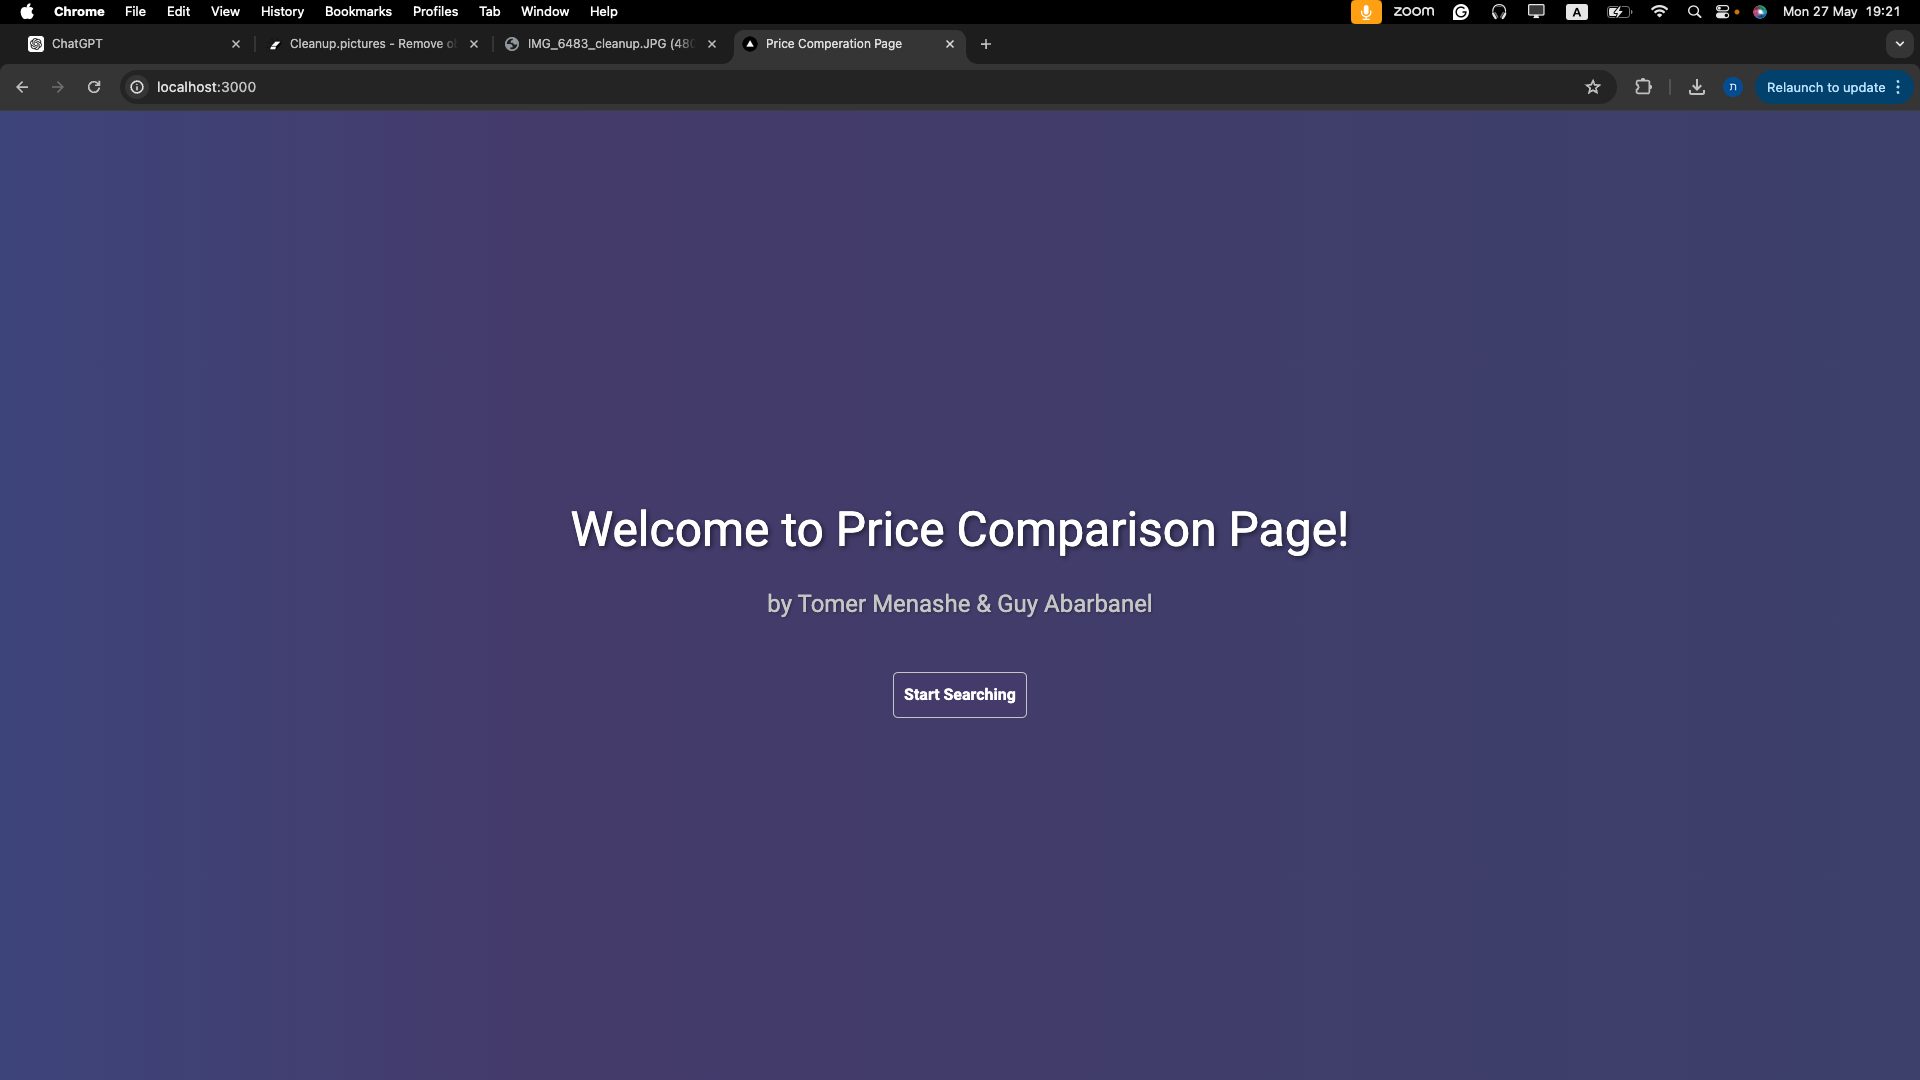 Chrome File Edit View History Bookmarks Profiles Tab Window Help zoom A Mon 27 May 19:21
ChatGPT Cleanup.pictures - Remove o IMG_6483_cleanup.JPG (480 Price Comperation Page
localhost:3000 n Relaunch to update
Welcome to Price Comparison Page!
by Tomer Menashe & Guy Abarbanel
Start Searching